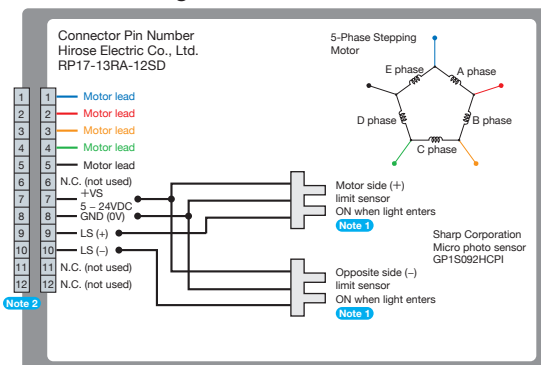 Connector Pin Number
Hirose Electric Co., Ltd.
RP17-13RA-12SD
5-Phase Stepping
Motor
E phase
A phase
D phase
B phase
C phase
1 1 Motor lead
2 2 Motor lead
3 3 Motor lead
4 4 Motor lead
5 5 Motor lead
6 6 N.C. (not used)
7 7 +VS
5 – 24VDC
8 8 GND (0V)
9 9 LS (+)
10 10 LS (–)
11 11 N.C. (not used)
12 12 N.C. (not used)
Note 2
Motor side (+)
limit sensor
ON when light enters
Note 1
Sharp Corporation
Micro photo sensor
GP1S092HCPI
Opposite side (–)
limit sensor
ON when light enters
Note 1